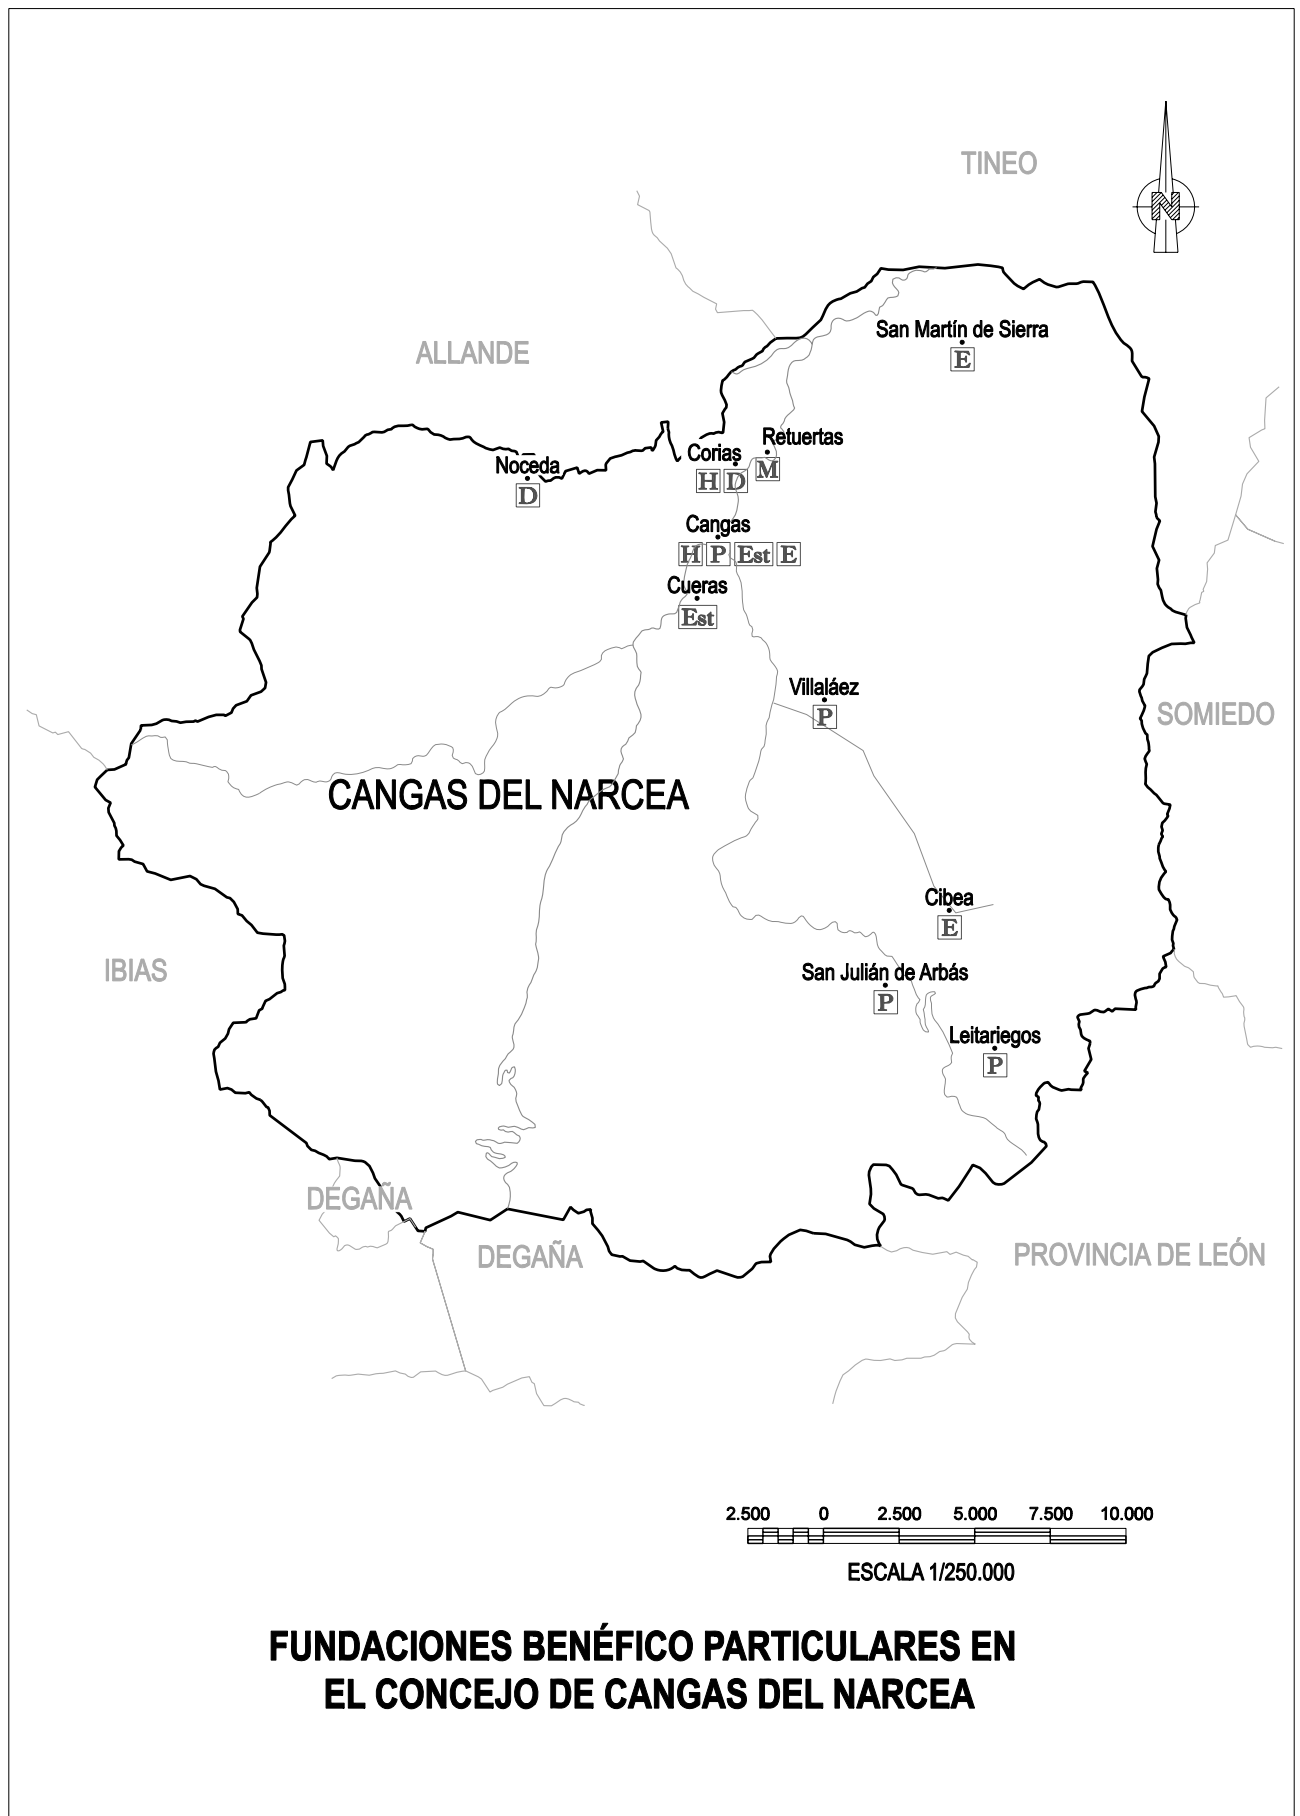 TINEO
N
San Martín de Sierra
E
ALLANDE
Retuertas
M
Corias
H D
Noceda
D
Cangas
H P Est E
Cueras
Est
Villaláez
P
SOMIEDO
CANGAS DEL NARCEA
Cibea
E
IBIAS
San Julián de Arbás
P
Leitariegos
P
DEGAÑA
DEGAÑA
PROVINCIA DE LEÓN
2.500 0 2.500 5.000 7.500 10.000
ESCALA 1/250.000
FUNDACIONES BENÉFICO PARTICULARES EN
EL CONCEJO DE CANGAS DEL NARCEA